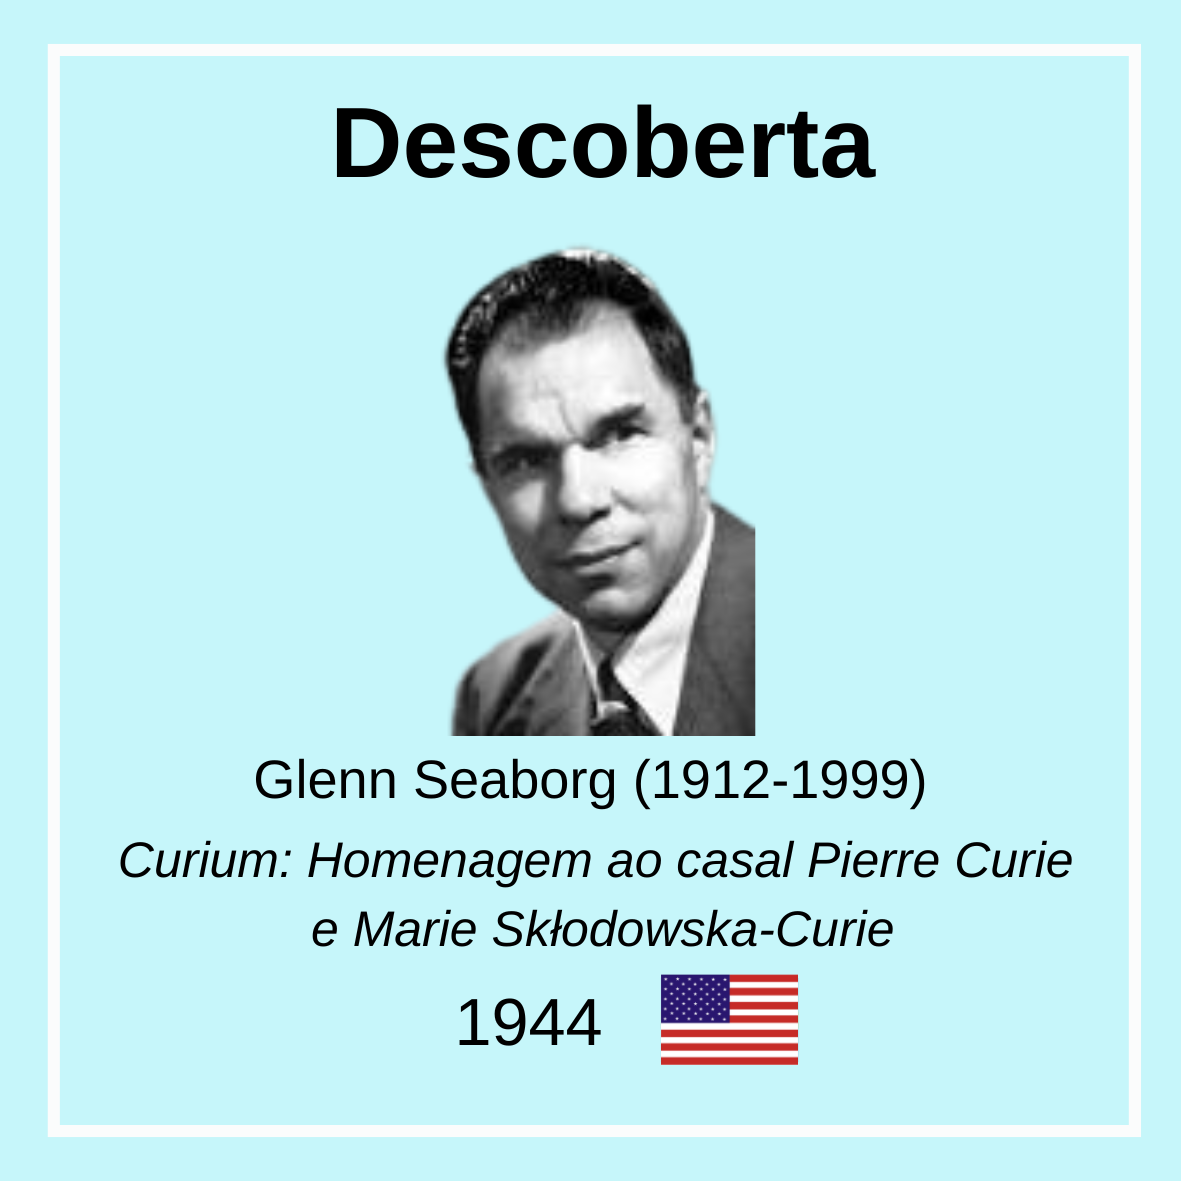 Descoberta
Glenn Seaborg (1912-1999)
Curium: Homenagem ao casal Pierre Curie
e Marie Skłodowska-Curie
1944